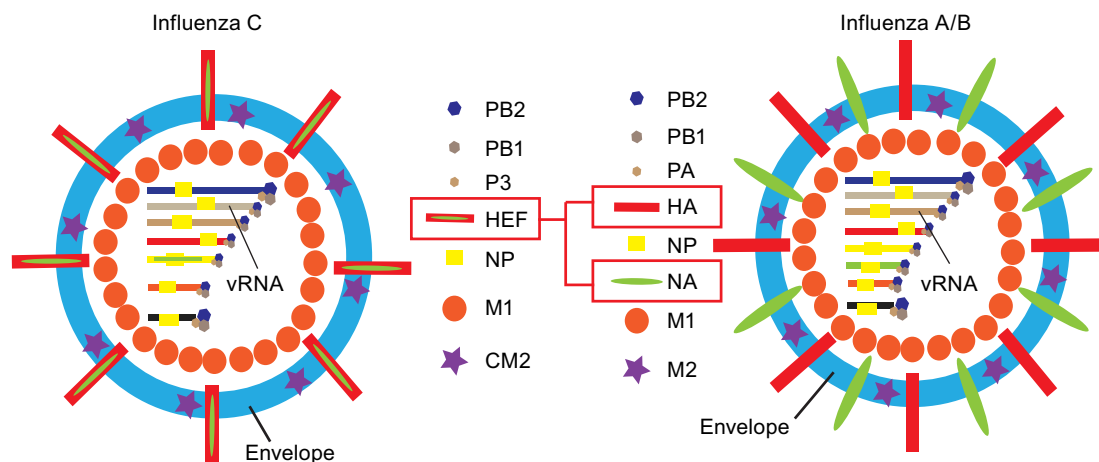 Influenza C
Influenza A/B
PB2
PB1
P3
HEF
NP
M1
CM2
PB2
PB1
PA
HA
NP
NA
M1
M2
vRNA
vRNA
Envelope
Envelope